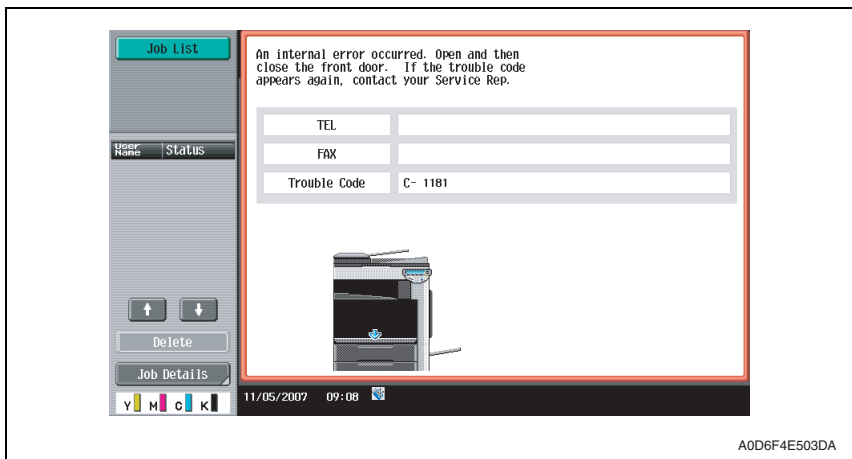 Job List
An internal error occurred. Open and then
close the front door. If the trouble code
appears again, contact your Service Rep.
TEL
FAX
User
Name
Status
Trouble Code
C- 1181
Delete
Job Details
Y M C K
11/05/2007 09:08
A0D6F4E503DA